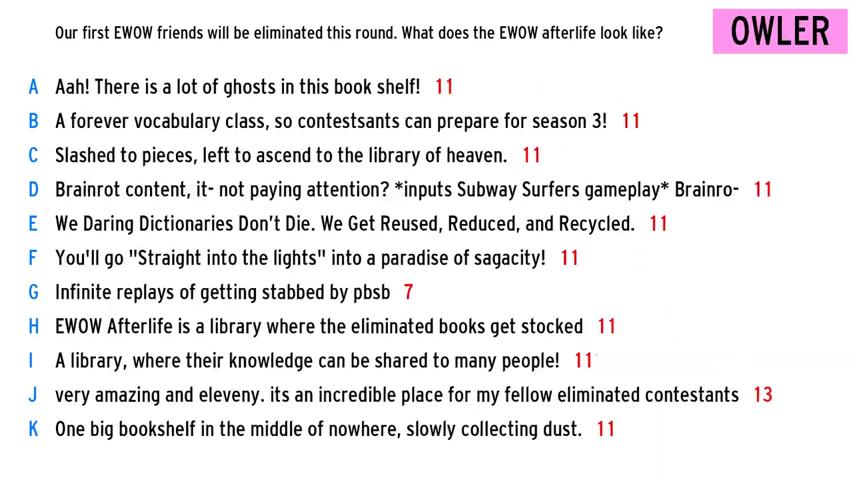 Our first EWOW friends will be eliminated this round. What does the EWOW afterlife look like?
OWLER
A Aah! There is a lot of ghosts in this book shelf! 11
B A forever vocabulary class, so contestsants can prepare for season 3! 11
C Slashed to pieces, left to ascend to the library of heaven. 11
D Brainrot content, it- not paying attention? *inputs Subway Surfers gameplay* Brainro- 11
E We Daring Dictionaries Don't Die. We Get Reused, Reduced, and Recycled. 11
F You'll go "Straight into the lights" into a paradise of sagacity! 11
G Infinite replays of getting stabbed by pbsb 7
H EWOW Afterlife is a library where the eliminated books get stocked 11
I A library, where their knowledge can be shared to many people! 11
J very amazing and eleveny. its an incredible place for my fellow eliminated contestants 13
K One big bookshelf in the middle of nowhere, slowly collecting dust. 11